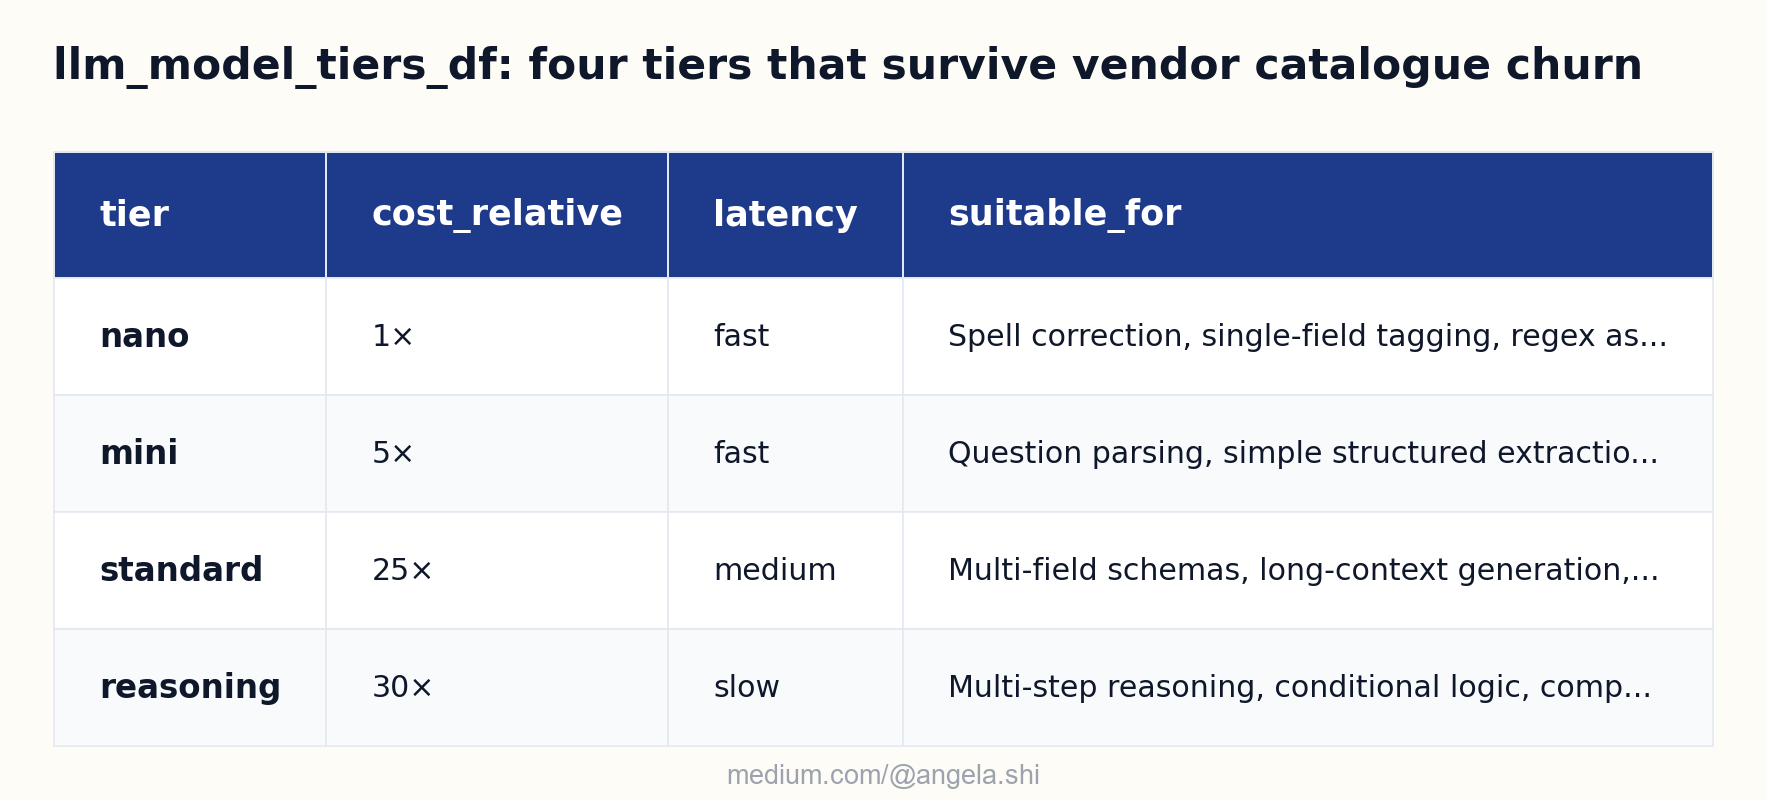 llm_model_tiers_df: four tiers that survive vendor catalogue churn
tier cost_relative latency suitable_for
nano 1× fast Spell correction, single-field tagging, regex as...
mini 5× fast Question parsing, simple structured extractio...
standard 25× medium Multi-field schemas, long-context generation,...
reasoning 30× slow Multi-step reasoning, conditional logic, comp...
medium.com/@angela.shi